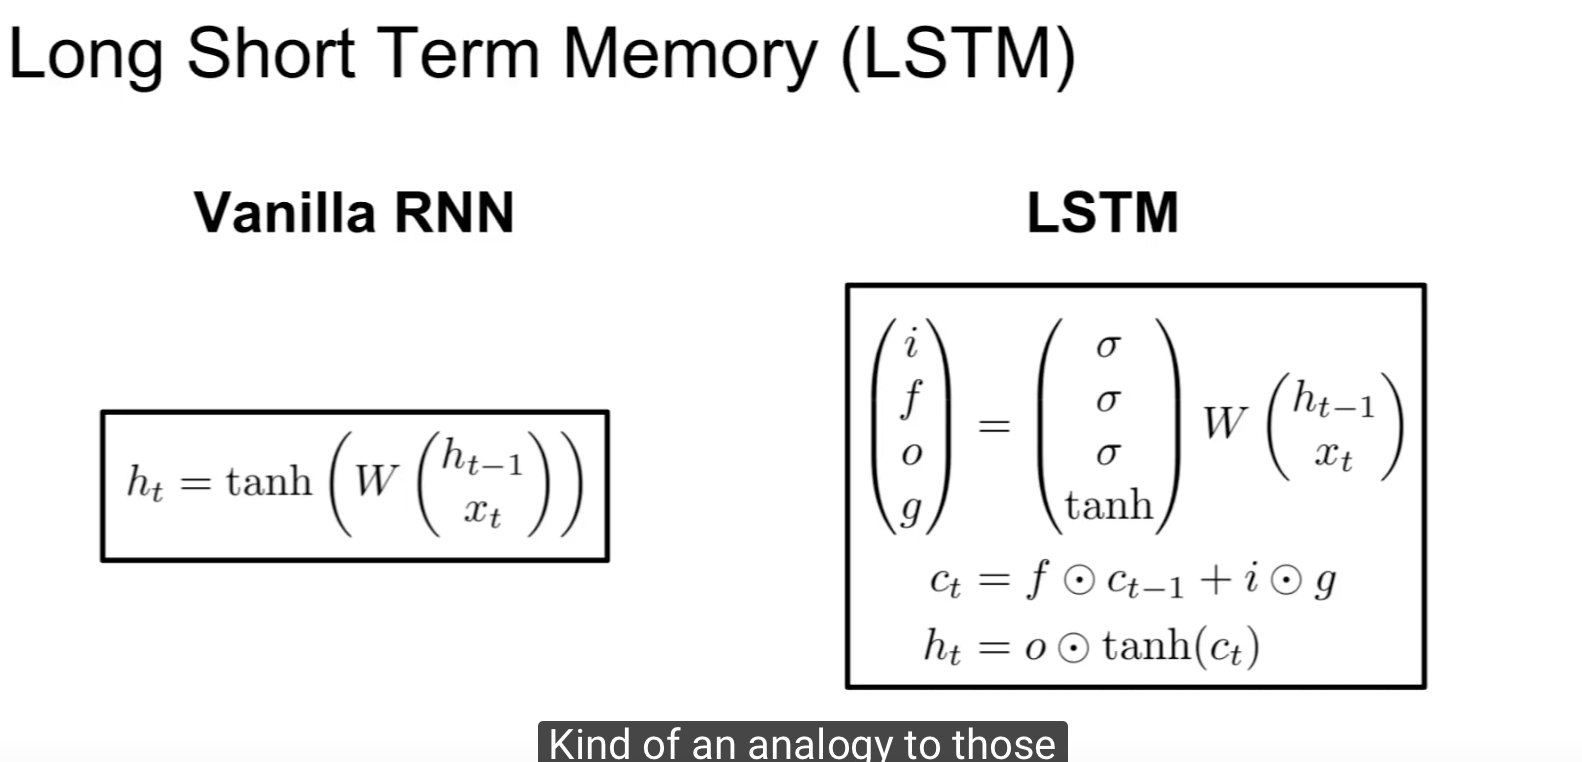 Long Short Term Memory (LSTM)
Vanilla RNN
h_t = tanh ( W ( h_{t-1} x_t ) )
LSTM
( i f o g ) = ( σ σ σ tanh ) W ( h_{t-1} x_t )
c_t = f ⊙ c_{t-1} + i ⊙ g
h_t = o ⊙ tanh(c_t)
Kind of an analogy to those